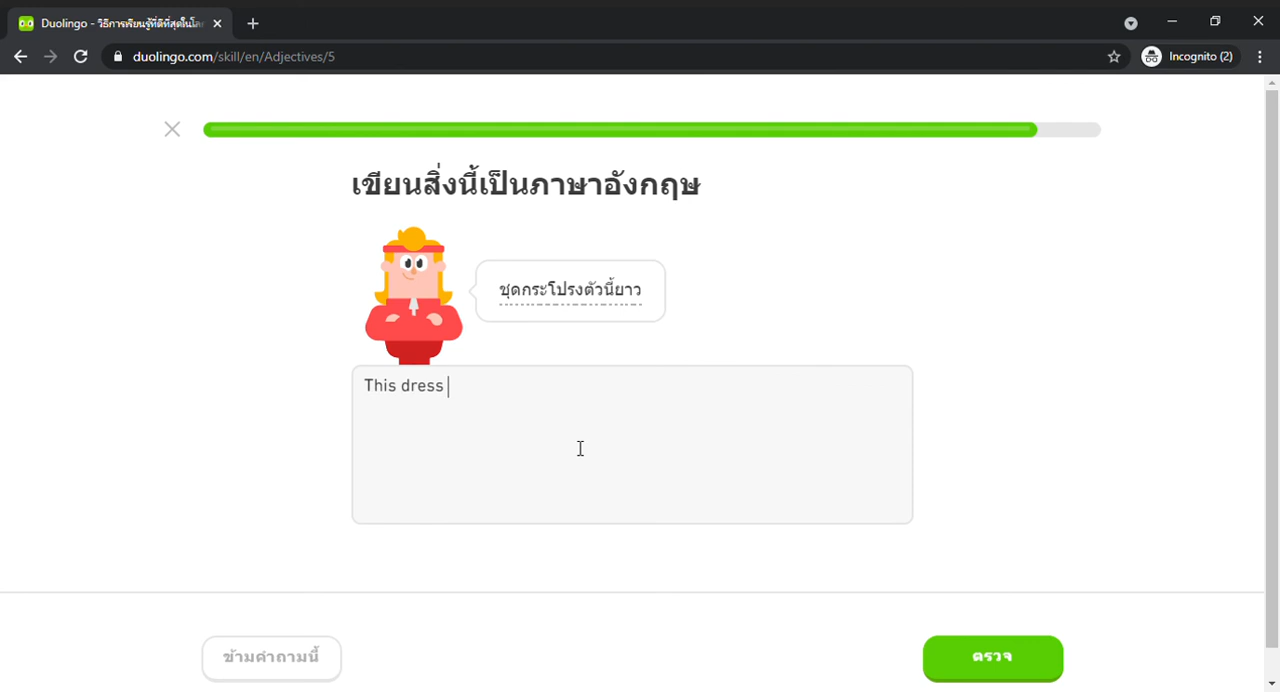 Duolingo - วิธีการเรียนรู้ที่ดีที่สุดในโลก
duolingo.com/skill/en/Adjectives/5
Incognito (2)
เขียนสิ่งนี้เป็นภาษาอังกฤษ
ชุดกระโปรงตัวนี้ยาว
This dress
ข้ามคำถามนี้
ตรวจ